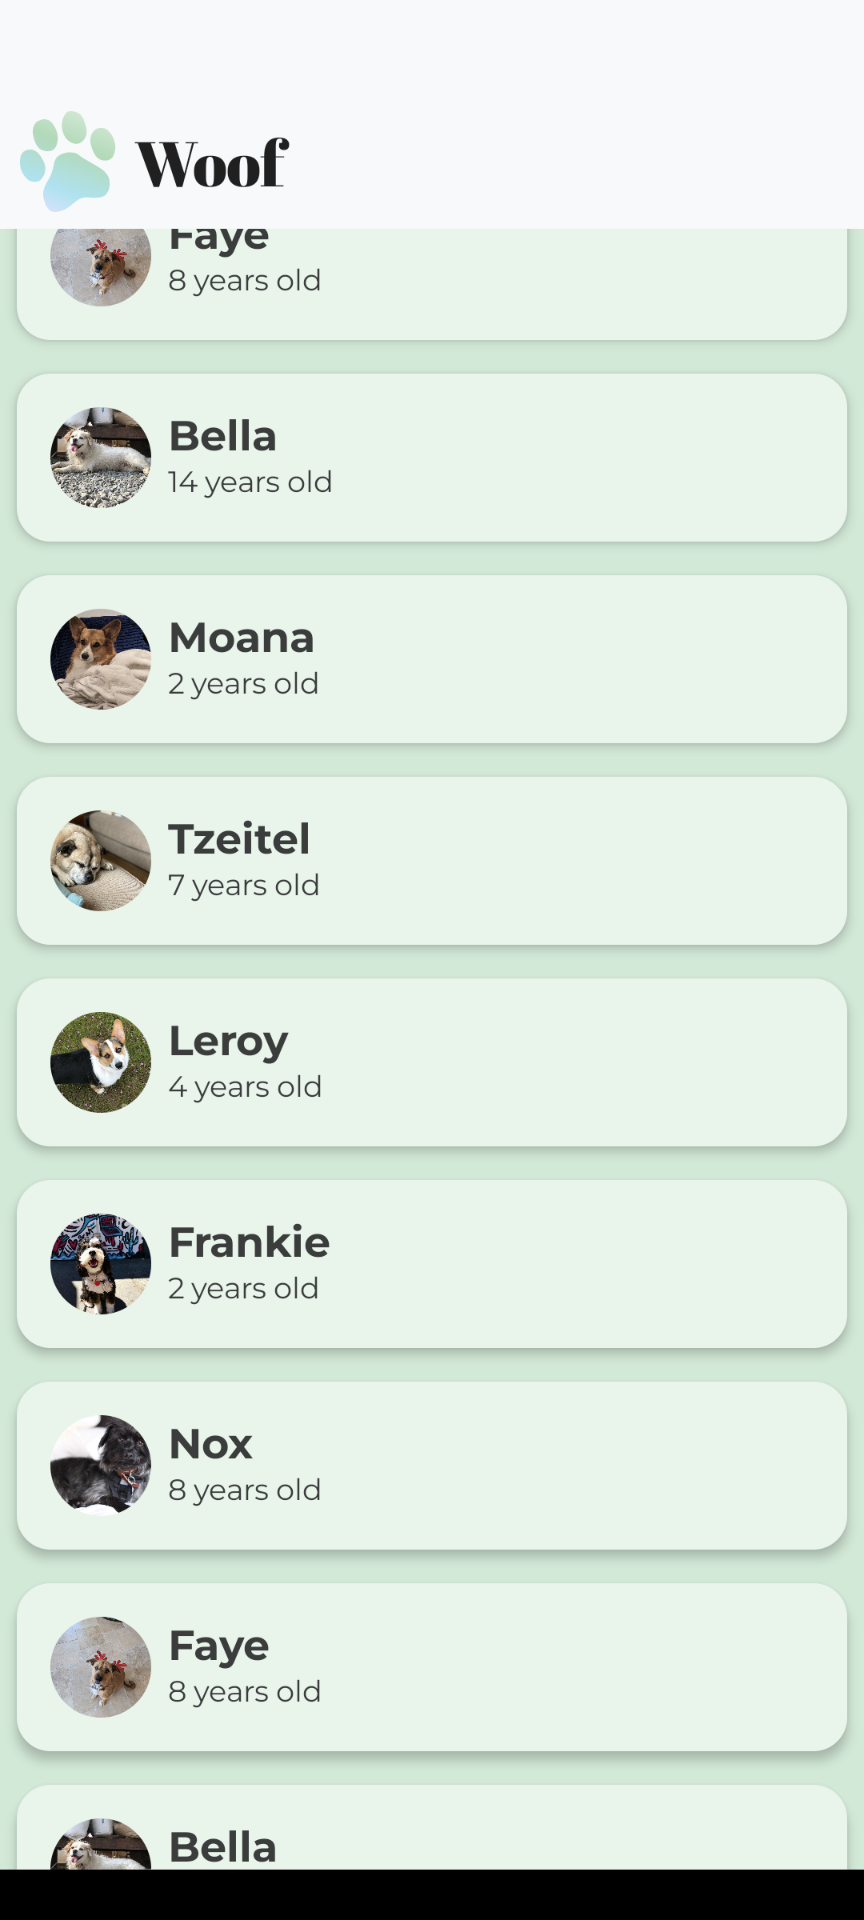 Woof
Faye
8 years old
Bella
14 years old
Moana
2 years old
Tzeitel
7 years old
Leroy
4 years old
Frankie
2 years old
Nox
8 years old
Faye
8 years old
Bella